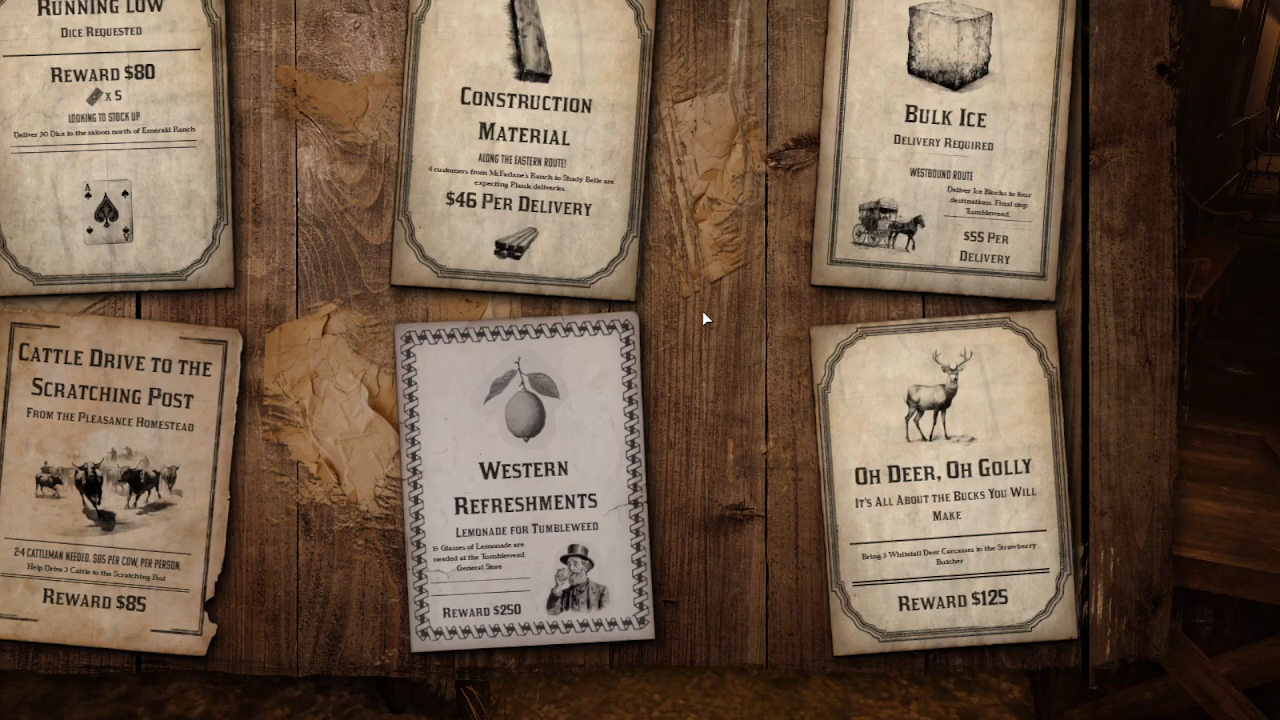 RUNNING LOW
DICE REQUESTED
REWARD $80
x 5
LOOKING TO STOCK UP
Deliver 30 Dice to the saloon north of Emerald Ranch
A
CONSTRUCTION
MATERIAL
ALONG THE EASTERN ROUTE!
4 customers from McFarlane's Ranch to Shady Belle are
expecting Plank deliveries.
$46 PER DELIVERY
BULK ICE
DELIVERY REQUIRED
WESTBOUND ROUTE
Deliver Ice Blocks to four
destinations. Final stop
Tumbleweed.
$55 PER
DELIVERY
CATTLE DRIVE TO THE
SCRATCHING POST
FROM THE PLEASANCE HOMESTEAD
2-4 CATTLEMAN NEEDED. $85 PER COW, PER PERSON.
Help Drive 3 Cattle to the Scratching Post
REWARD $85
WESTERN
REFRESHMENTS
LEMONADE FOR TUMBLEWEED
15 Glasses of Lemonade are
needed at the Tumbleweed
General Store
REWARD $250
OH DEER, OH GOLLY
IT'S ALL ABOUT THE BUCKS YOU WILL
MAKE
Bring 3 Whitetail Deer Carcasses to the Strawberry
Butcher
REWARD $125